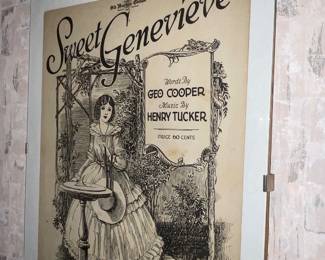 Sweet Genevieve
Words By
GEO COOPER
Music By
HENRY TUCKER
PRICE 60 CENTS